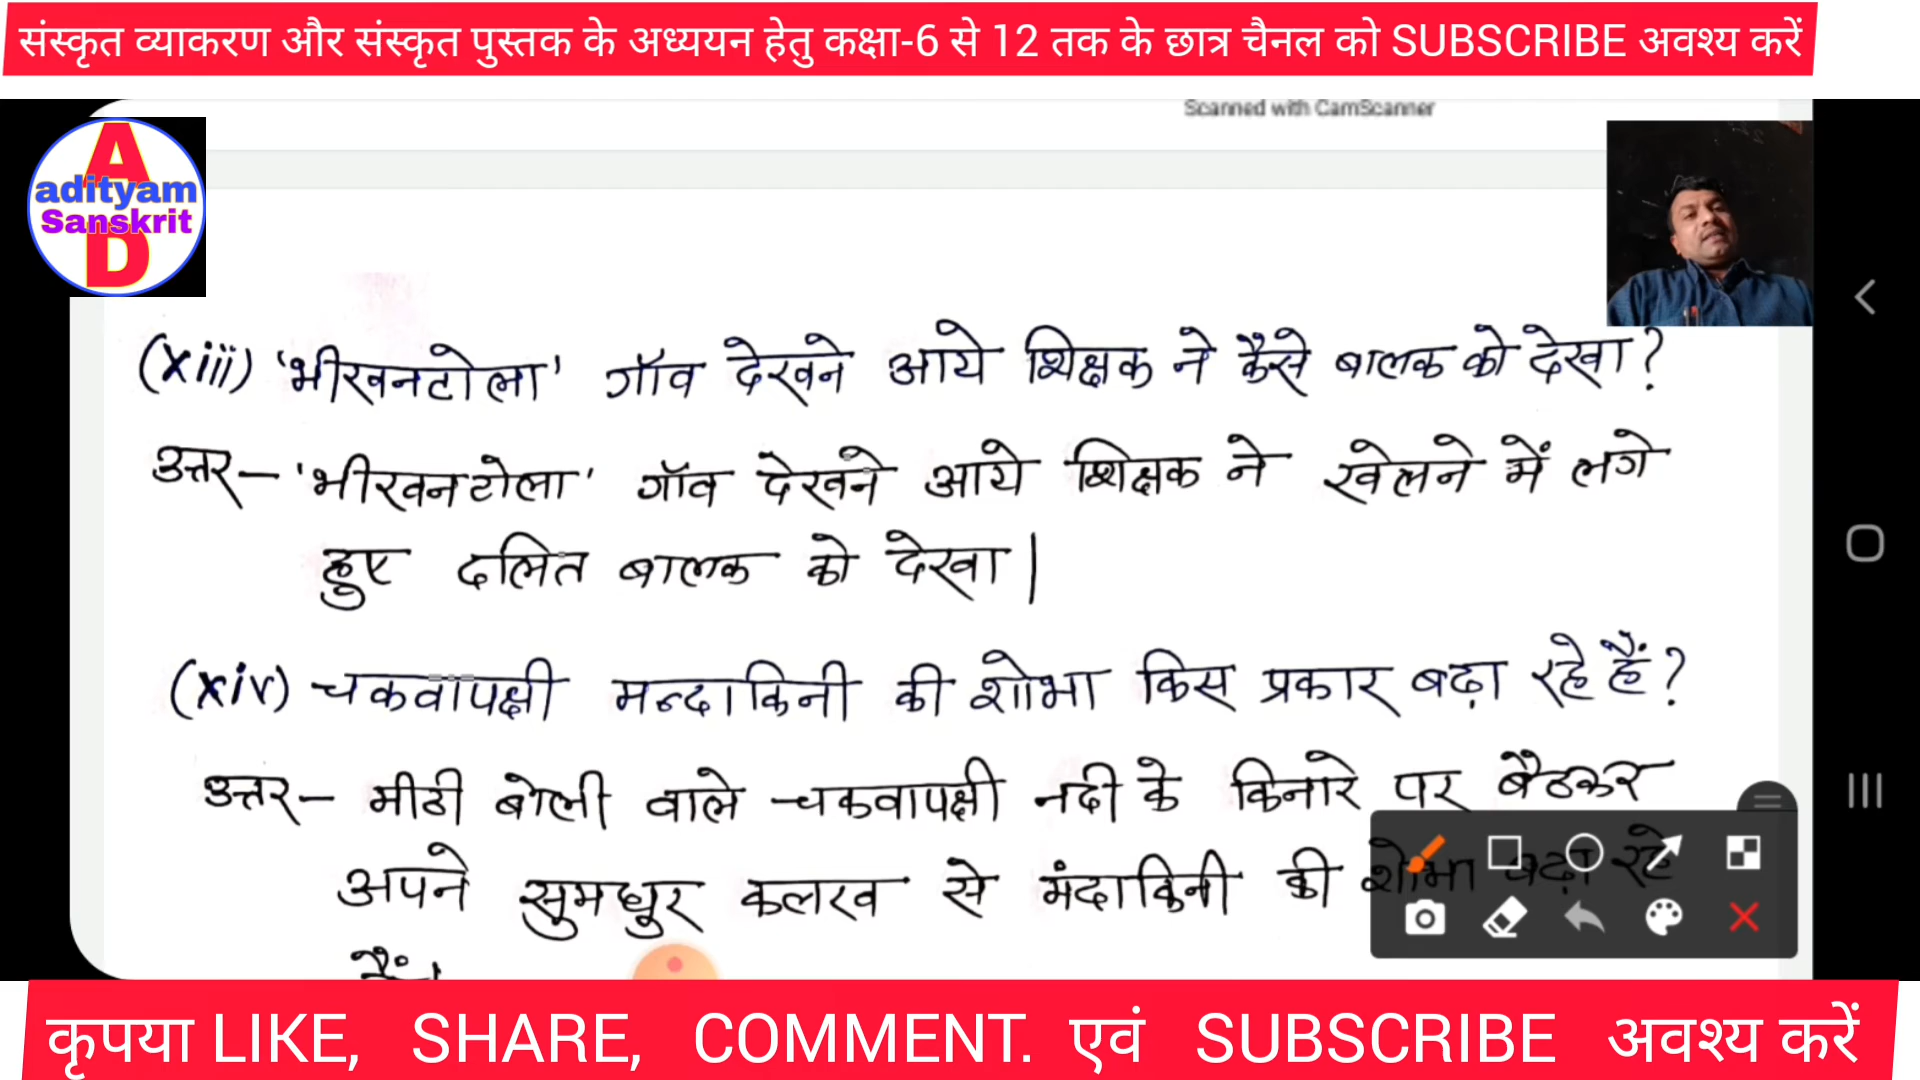 संस्कृत व्याकरण और संस्कृत पुस्तक के अध्ययन हेतु कक्षा-6 से 12 तक के छात्र चैनल को SUBSCRIBE अवश्य करें
Scanned with CamScanner
A
adityam
Sanskrit
D
(xiii) 'भीखनटोला' गाँव देखने आये शिक्षक ने कैसे बालक को देखा?
उत्तर – 'भीखनटोला' गाँव देखने आये शिक्षक ने खेलने में लगे
हुए दलित बालक को देखा|
(xiv) चकवापक्षी मन्दाकिनी की शोभा किस प्रकार बढ़ा रहे हैं?
उत्तर – मीठी बोली वाले चकवापक्षी नदी के किनारे पर बैठकर
अपने सुमधुर कलरव से मंदाकिनी की शोभा बढ़ा रहे
हैं।
कृपया LIKE, SHARE, COMMENT. एवं SUBSCRIBE अवश्य करें